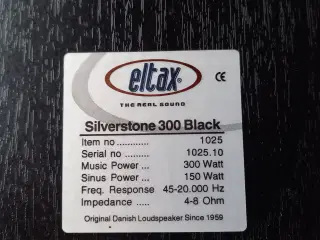 eltax
CE
THE REAL SOUND
Silverstone 300 Black
Item no ............ 1025
Serial no .......... 1025.10
Music Power ... 300 Watt
Sinus Power ... 150 Watt
Freq. Response 45-20.000 Hz
Impedance ..... 4-8 Ohm
Original Danish Loudspeaker Since 1959